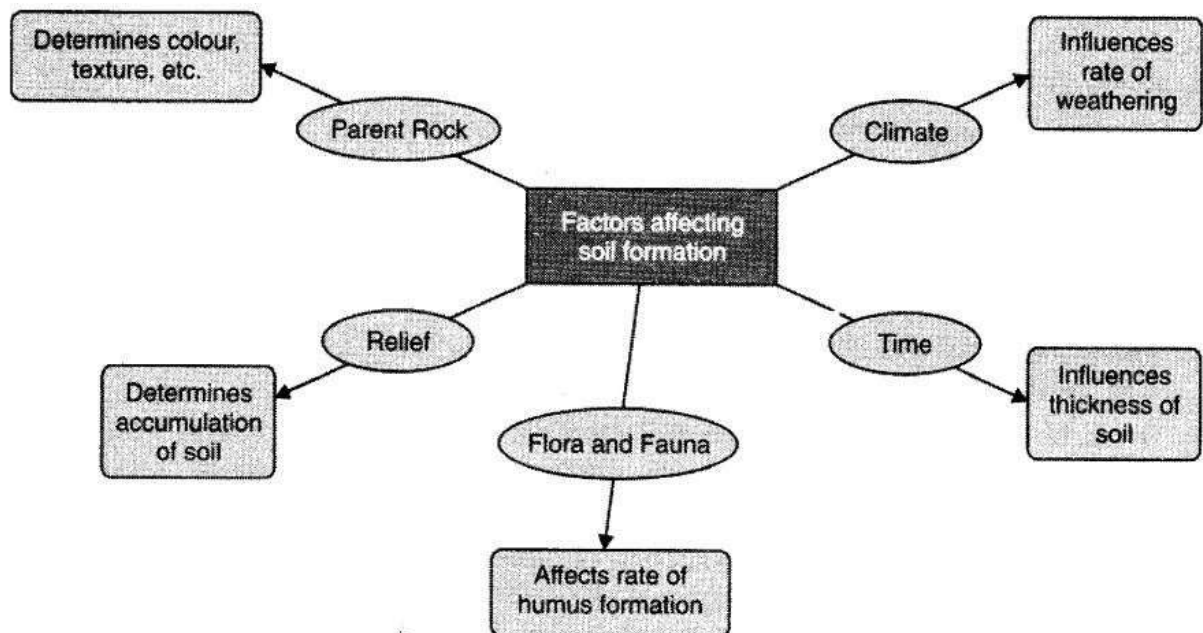 Determines colour,
texture, etc.
Influences
rate of
weathering
Parent Rock
Climate
Factors affecting
soil formation
Relief
Time
Determines
accumulation
of soil
Influences
thickness of
soil
Flora and Fauna
Affects rate of
humus formation